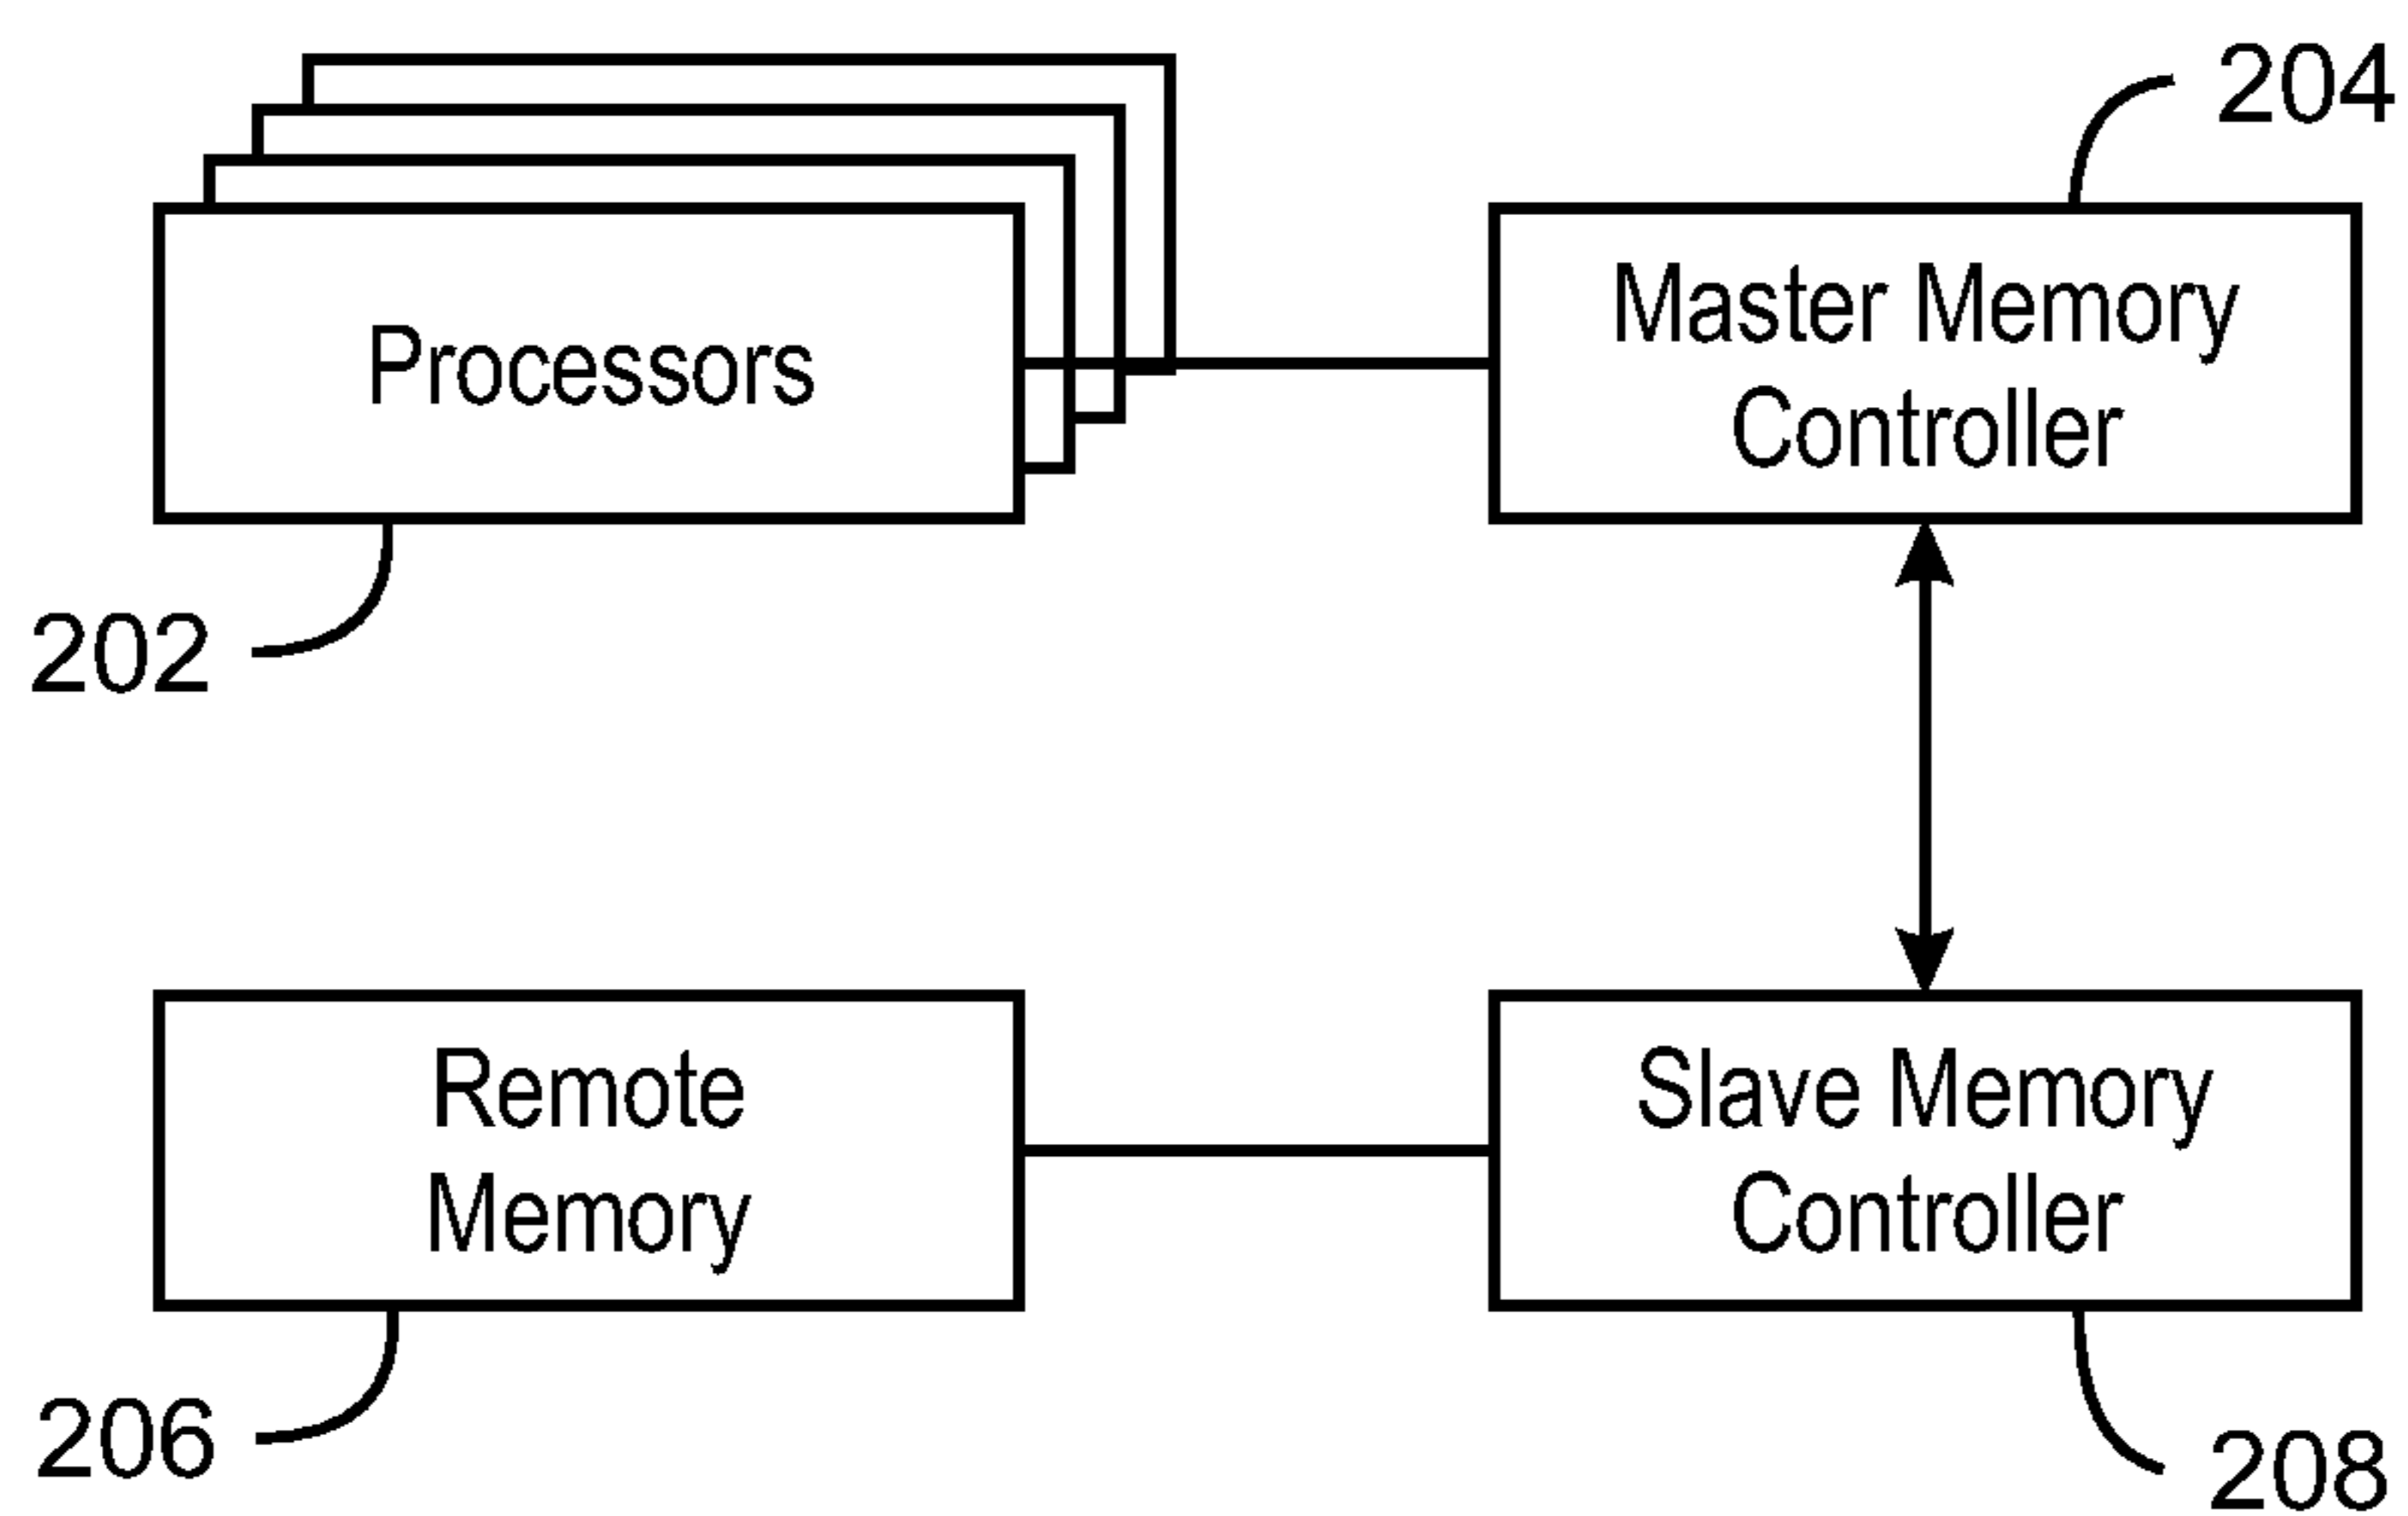 204
Processors
Master Memory
Controller
202
Remote
Memory
Slave Memory
Controller
206
208